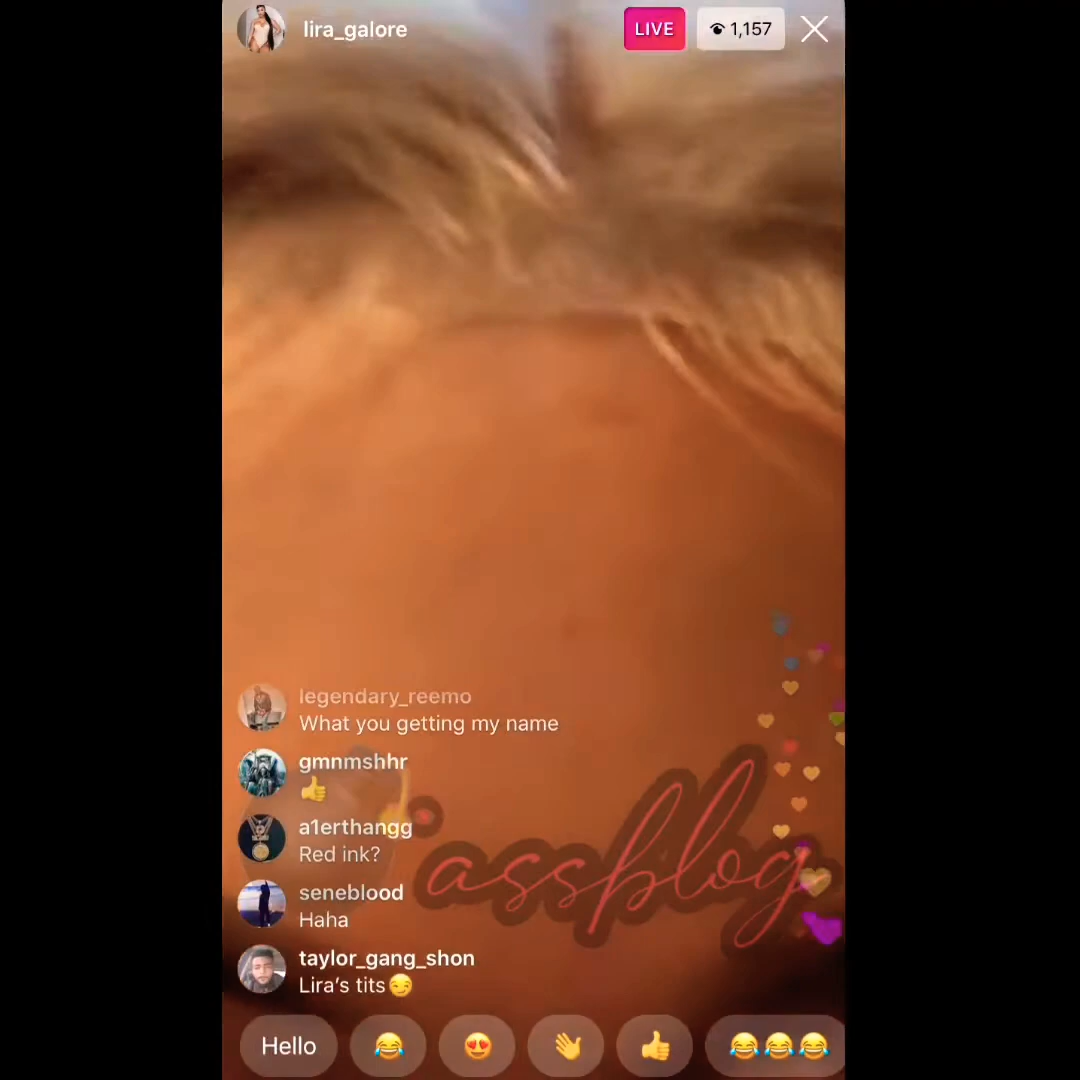 lira_galore
LIVE
1,157
legendary_reemo
What you getting my name
gmnmshhr
👍
a1erthangg
Red ink?
seneblood
Haha
assblog
taylor_gang_shon
Lira’s tits😏
Hello
😂
😍
👋
👍
😂😂😂